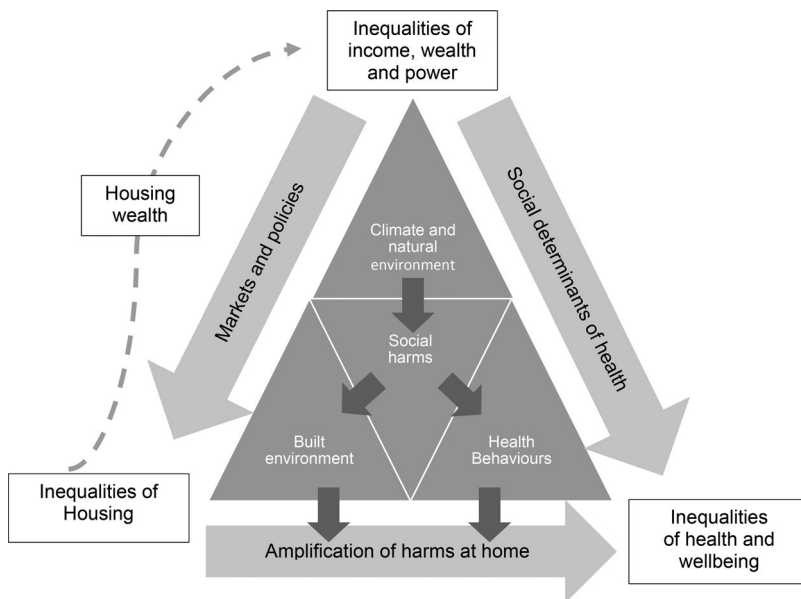 Inequalities of
income, wealth
and power
Housing
wealth
Markets and policies
Social determinants of health
Climate and
natural
environment
Social
harms
Built
environment
Health
Behaviours
Inequalities of
Housing
Amplification of harms at home
Inequalities
of health and
wellbeing